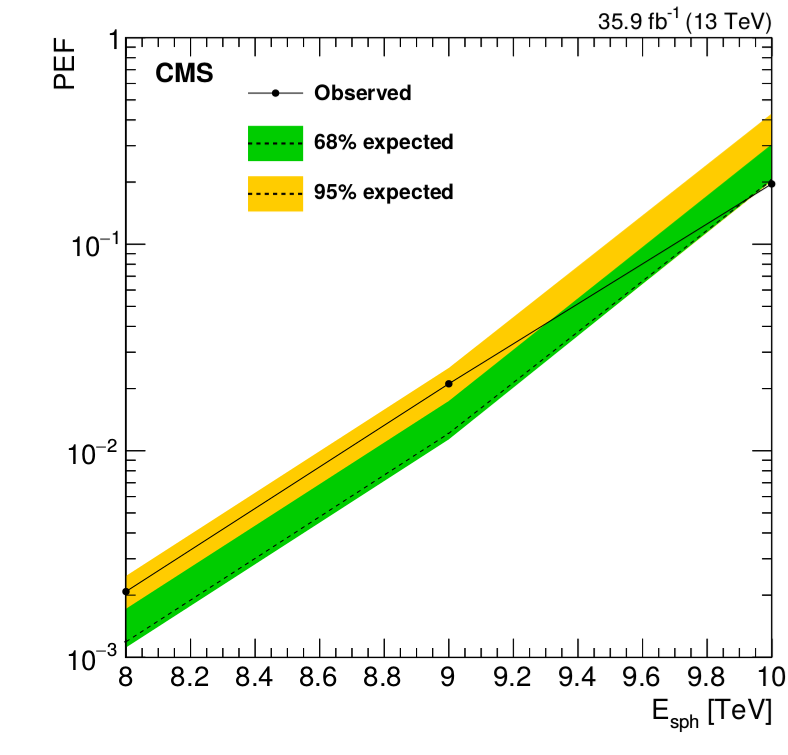 35.9 fb⁻¹ (13 TeV)
PEF
CMS
Observed
68% expected
95% expected
1
10⁻¹
10⁻²
10⁻³
8 8.2 8.4 8.6 8.8 9 9.2 9.4 9.6 9.8 10
E_sph [TeV]